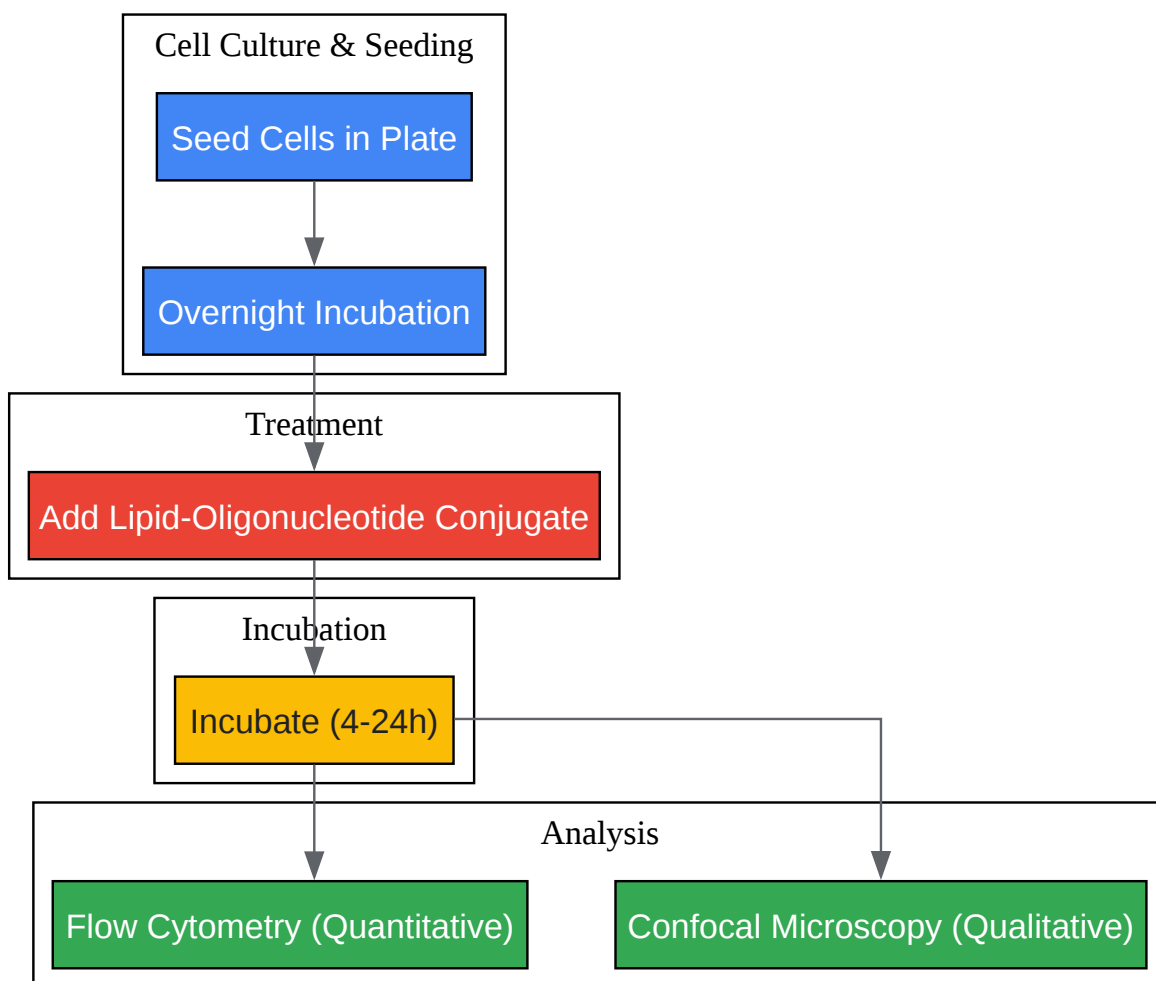 Cell Culture & Seeding
Seed Cells in Plate
Overnight Incubation
Treatment
Add Lipid-Oligonucleotide Conjugate
Incubation
Incubate (4-24h)
Analysis
Flow Cytometry (Quantitative)
Confocal Microscopy (Qualitative)